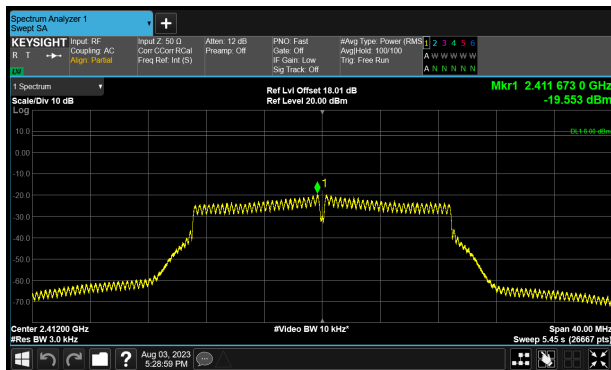 Spectrum Analyzer 1
Swept SA
KEYSIGHT
R T
LV
Input: RF
Coupling: AC
Align: Partial
Input Z: 50 Ω
Corr CCorr RCal
Freq Ref: Int (S)
Atten: 12 dB
Preamp: Off
PNO: Fast
Gate: Off
IF Gain: Low
Sig Track: Off
#Avg Type: Power (RMS
Avg|Hold: 100/100
Trig: Free Run
1 2 3 4 5 6
A W W W W W
A N N N N N
1 Spectrum
Scale/Div 10 dB
Log
Ref Lvl Offset 18.01 dB
Ref Level 20.00 dBm
Mkr1 2.411 673 0 GHz
-19.553 dBm
DL1 8.00 dBm
10.0
0.00
-10.0
-20.0
-30.0
-40.0
-50.0
-60.0
-70.0
1
Center 2.41200 GHz
#Res BW 3.0 kHz
#Video BW 10 kHz*
Span 40.00 MHz
Sweep 5.45 s (26667 pts)
?
Aug 03, 2023
5:28:59 PM